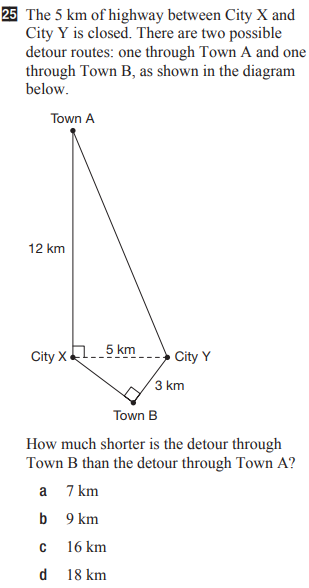 25 The 5 km of highway between City X and
City Y is closed. There are two possible
detour routes: one through Town A and one
through Town B, as shown in the diagram
below.
Town A
12 km
5 km
City X
City Y
3 km
Town B
How much shorter is the detour through
Town B than the detour through Town A?
a 7 km
b 9 km
c 16 km
d 18 km